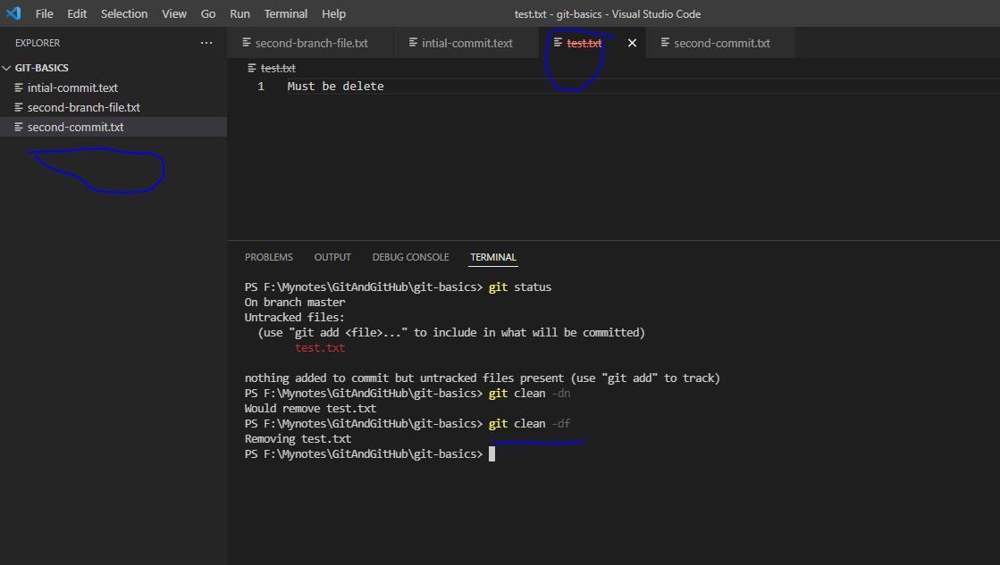 File Edit Selection View Go Run Terminal Help test.txt - git-basics - Visual Studio Code
EXPLORER ···
GIT-BASICS
intial-commit.text
second-branch-file.txt
second-commit.txt
second-branch-file.txt intial-commit.text test.txt second-commit.txt
test.txt
1 Must be delete
PROBLEMS OUTPUT DEBUG CONSOLE TERMINAL
PS F:\Mynotes\GitAndGitHub\git-basics> git status
On branch master
Untracked files:
(use "git add <file>..." to include in what will be committed)
test.txt
nothing added to commit but untracked files present (use "git add" to track)
PS F:\Mynotes\GitAndGitHub\git-basics> git clean -dn
Would remove test.txt
PS F:\Mynotes\GitAndGitHub\git-basics> git clean -df
Removing test.txt
PS F:\Mynotes\GitAndGitHub\git-basics>